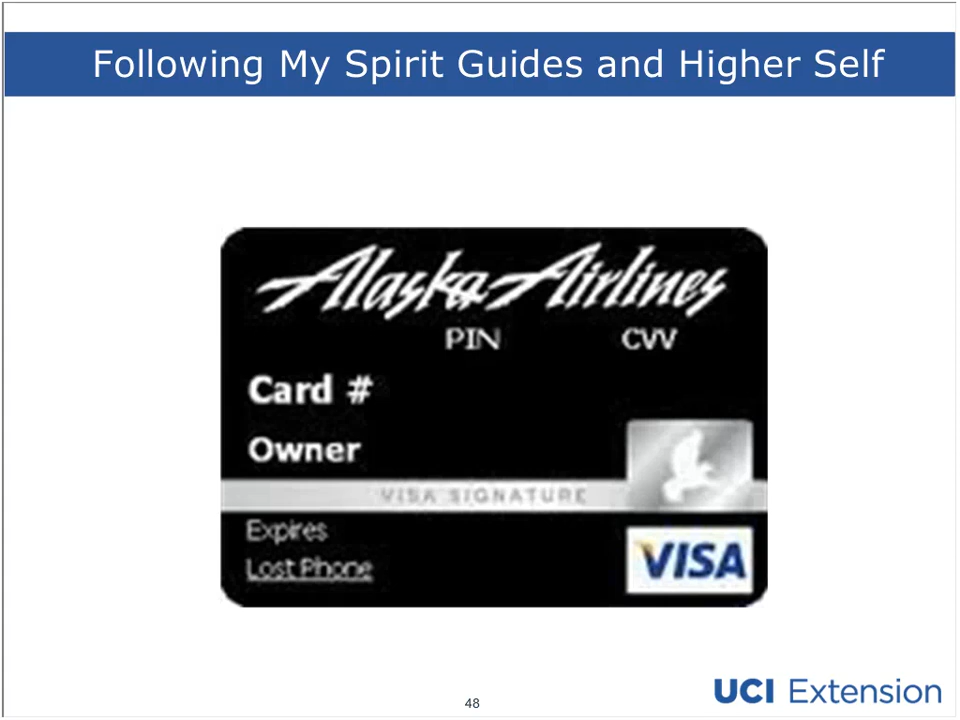 Following My Spirit Guides and Higher Self
Alaska Airlines
PIN CVV
Card #
Owner
VISA SIGNATURE
Expires
Lost Phone
VISA
48
UCI Extension